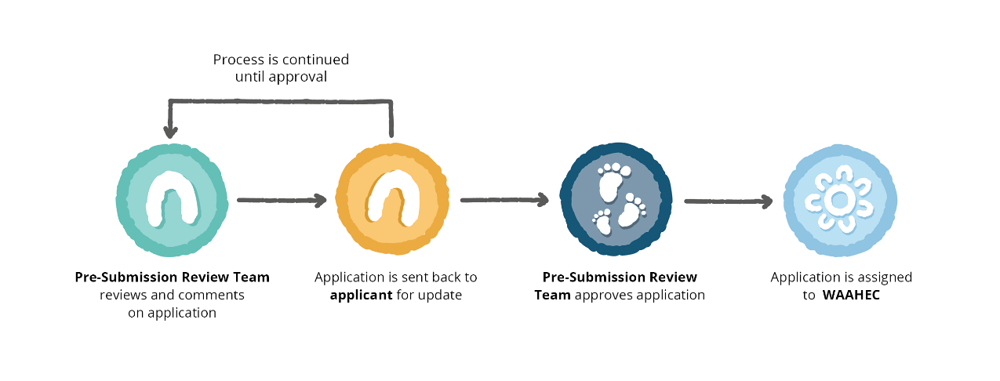 Process is continued
until approval
Pre-Submission Review Team
reviews and comments
on application
Application is sent back to
applicant for update
Pre-Submission Review
Team approves application
Application is assigned
to WAAHEC